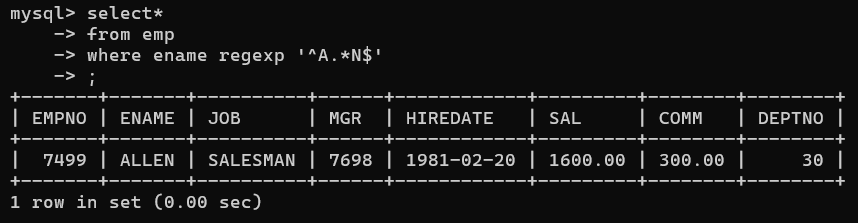 mysql> select*
    -> from emp
    -> where ename regexp '^A.*N$'
    -> ;
+-------+-------+----------+------+------------+---------+--------+--------+
| EMPNO | ENAME | JOB      | MGR  | HIREDATE   | SAL     | COMM   | DEPTNO |
+-------+-------+----------+------+------------+---------+--------+--------+
|  7499 | ALLEN | SALESMAN | 7698 | 1981-02-20 | 1600.00 | 300.00 |     30 |
+-------+-------+----------+------+------------+---------+--------+--------+
1 row in set (0.00 sec)